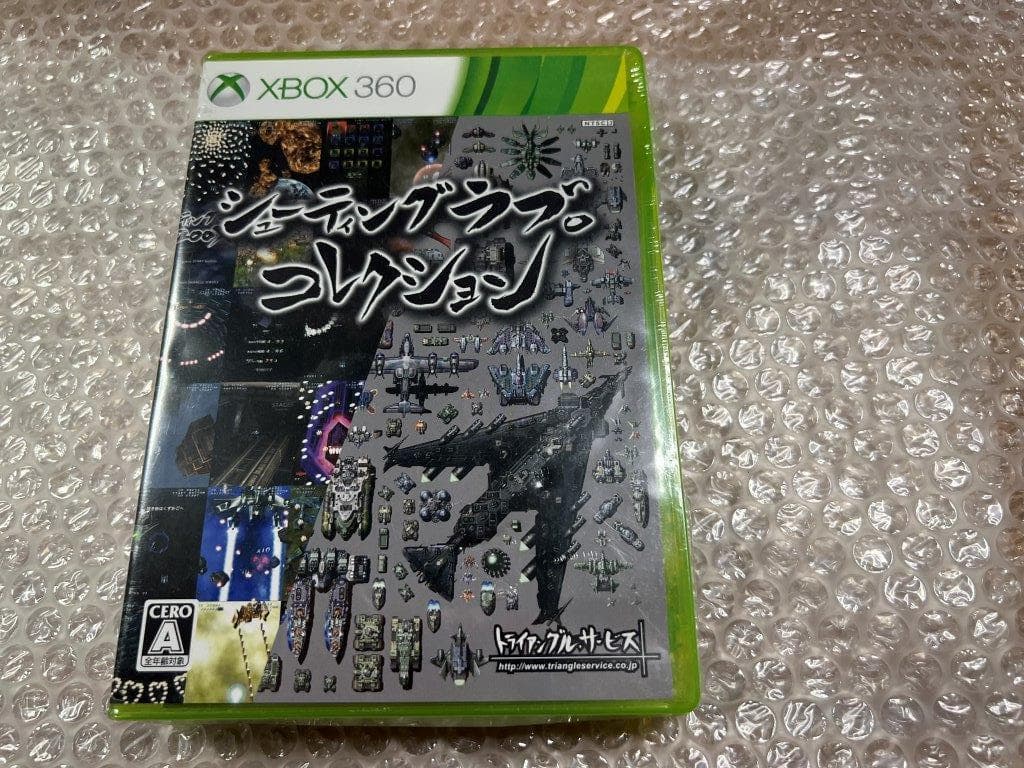 XBOX 360
NTSC J
シューティングラブ。
コレクション
CERO
A
全年齢対象
トライアングル・サービス
http://www.triangleservice.co.jp